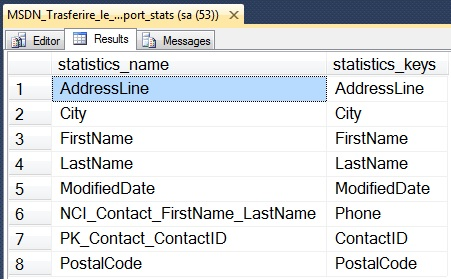 MSDN_Trasferire_le_...port_stats (sa (53))
Editor Results Messages
statistics_name statistics_keys
1 AddressLine AddressLine
2 City City
3 FirstName FirstName
4 LastName LastName
5 ModifiedDate ModifiedDate
6 NCI_Contact_FirstName_LastName Phone
7 PK_Contact_ContactID ContactID
8 PostalCode PostalCode